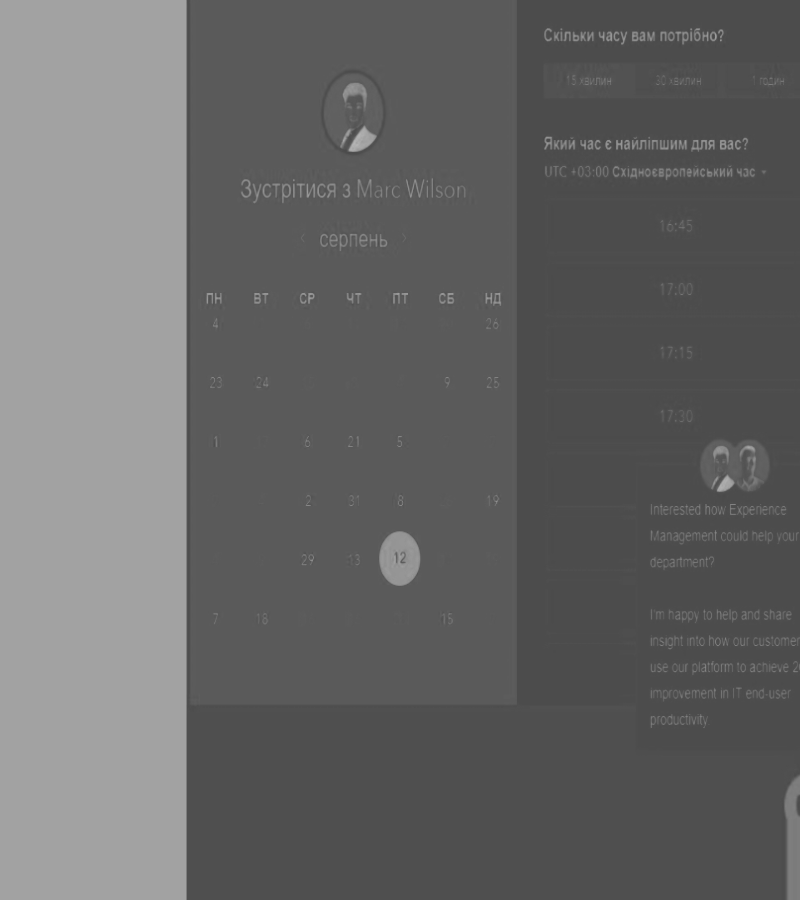 Зустрітися з Marc Wilson
серпень
ПН ВТ СР ЧТ ПТ СБ НД
4 26
23 24 9 25
1 6 21 5
2 31 8 19
29 13 12
7 16 15
Скільки часу вам потрібно?
15 хвилин 30 хвилин 1 годин
Який час є найліпшим для вас?
UTC +03:00 Східноєвропейський час
16:45
17:00
17:15
17:30
Interested how Experience
Management could help your
department?
I'm happy to help and share
insight into how our customer
use our platform to achieve
improvement in IT end-user
productivity